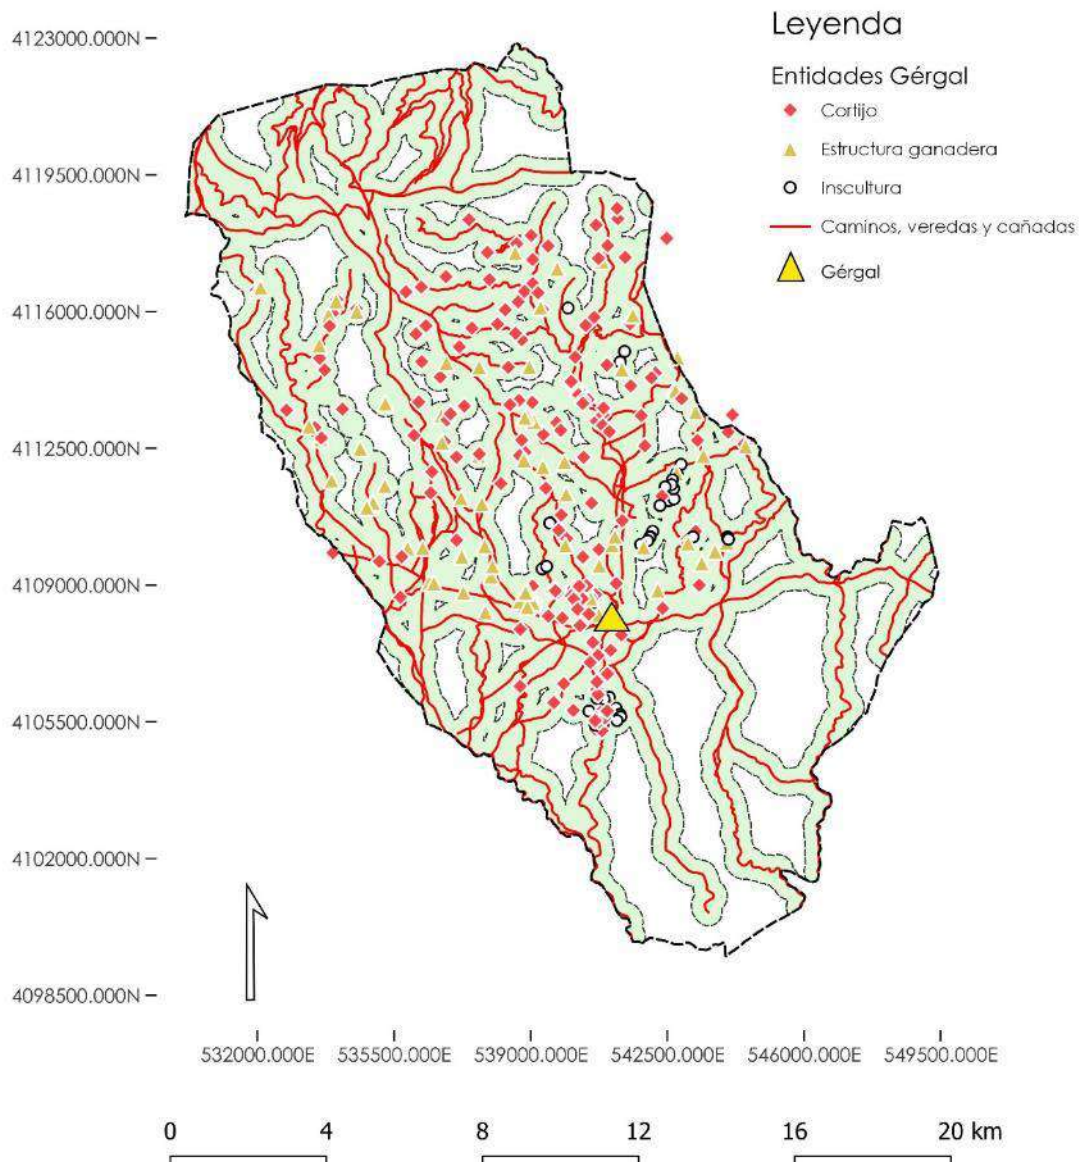 Leyenda
Entidades Gérgal
Cortijo
Estructura ganadera
Inscultura
Caminos, veredas y cañadas
Gérgal
4123000.000N
4119500.000N
4116000.000N
4112500.000N
4109000.000N
4105500.000N
4102000.000N
4098500.000N
532000.000E 535500.000E 539000.000E 542500.000E 546000.000E 549500.000E
0 4 8 12 16 20 km